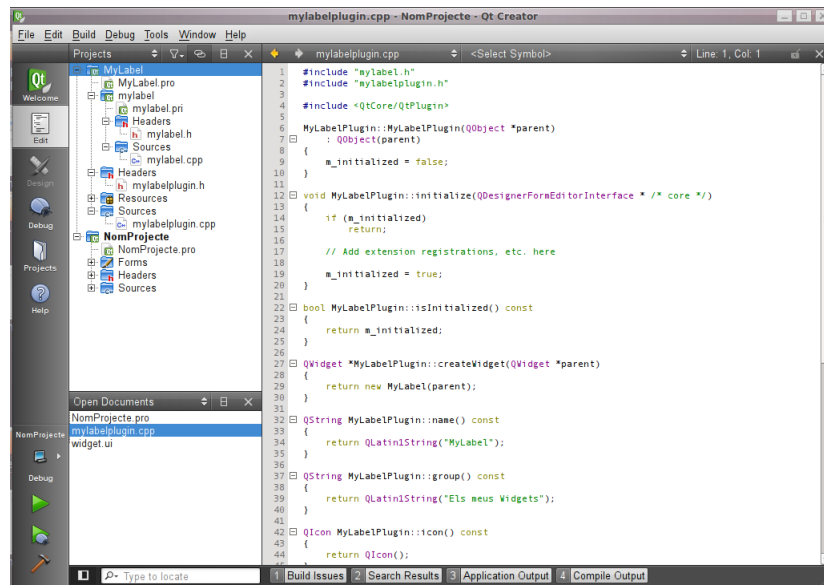 mylabelplugin.cpp - NomProjecte - Qt Creator
File Edit Build Debug Tools Window Help
Projects
mylabelplugin.cpp <Select Symbol> Line: 1, Col: 1
Qt
Welcome
Edit
Design
Debug
Projects
Help
MyLabel
MyLabel.pro
mylabel
mylabel.pri
Headers
mylabel.h
Sources
mylabel.cpp
Headers
mylabelplugin.h
Resources
Sources
mylabelplugin.cpp
NomProjecte
NomProjecte.pro
Forms
Headers
Sources
Open Documents
NomProjecte.pro
mylabelplugin.cpp
widget.ui
NomProjecte
Debug
1 #include "mylabel.h"
2 #include "mylabelplugin.h"
3
4 #include <QtCore/QtPlugin>
5
6 MyLabelPlugin::MyLabelPlugin(QObject *parent)
7 : QObject(parent)
8 {
9 m_initialized = false;
10 }
11
12 void MyLabelPlugin::initialize(QDesignerFormEditorInterface * /* core */)
13 {
14 if (m_initialized)
15 return;
16
17 // Add extension registrations, etc. here
18
19 m_initialized = true;
20 }
21
22 bool MyLabelPlugin::isInitialized() const
23 {
24 return m_initialized;
25 }
26
27 QWidget *MyLabelPlugin::createWidget(QWidget *parent)
28 {
29 return new MyLabel(parent);
30 }
31
32 QString MyLabelPlugin::name() const
33 {
34 return QLatin1String("MyLabel");
35 }
36
37 QString MyLabelPlugin::group() const
38 {
39 return QLatin1String("Els meus Widgets");
40 }
41
42 QIcon MyLabelPlugin::icon() const
43 {
44 return QIcon();
Type to locate
1 Build Issues 2 Search Results 3 Application Output 4 Compile Output